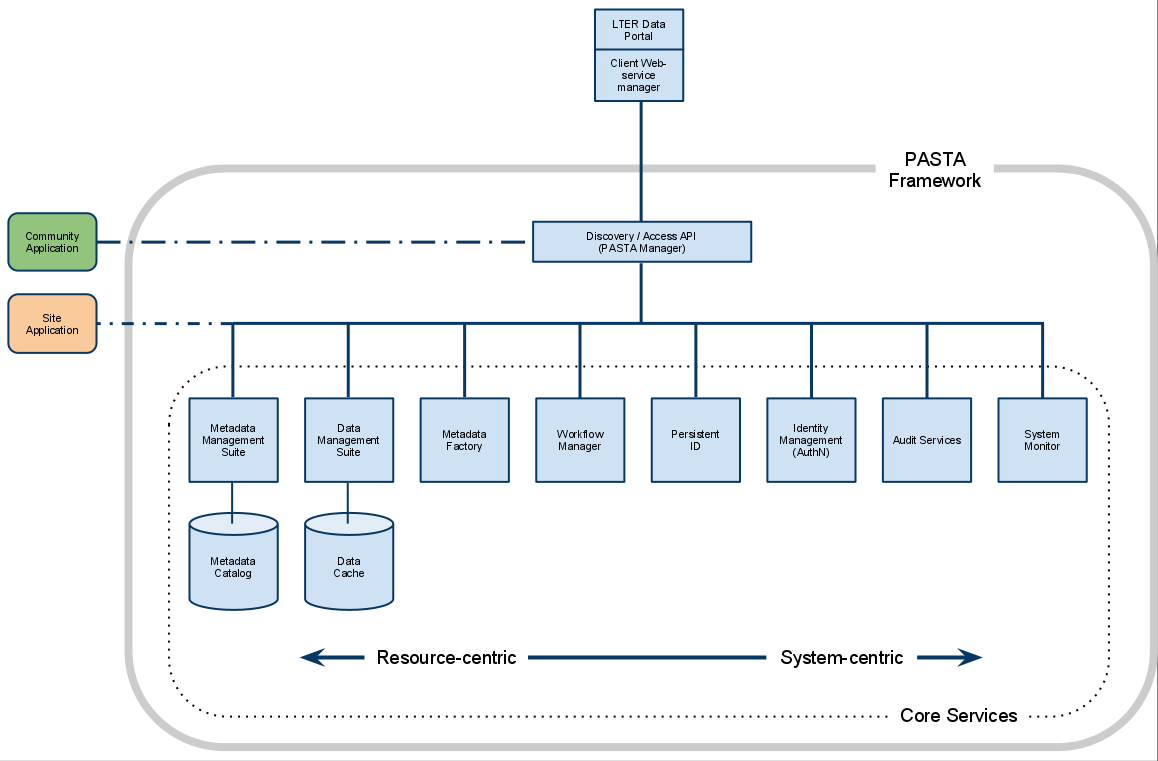 LTER Data
Portal
Client Web-
service
manager
PASTA
Framework
Community
Application
Discovery / Access API
(PASTA Manager)
Site
Application
Metadata
Management
Suite
Data
Management
Suite
Metadata
Factory
Workflow
Manager
Persistent
ID
Identity
Management
(AuthN)
Audit Services
System
Monitor
Metadata
Catalog
Data
Cache
Resource-centric
System-centric
Core Services